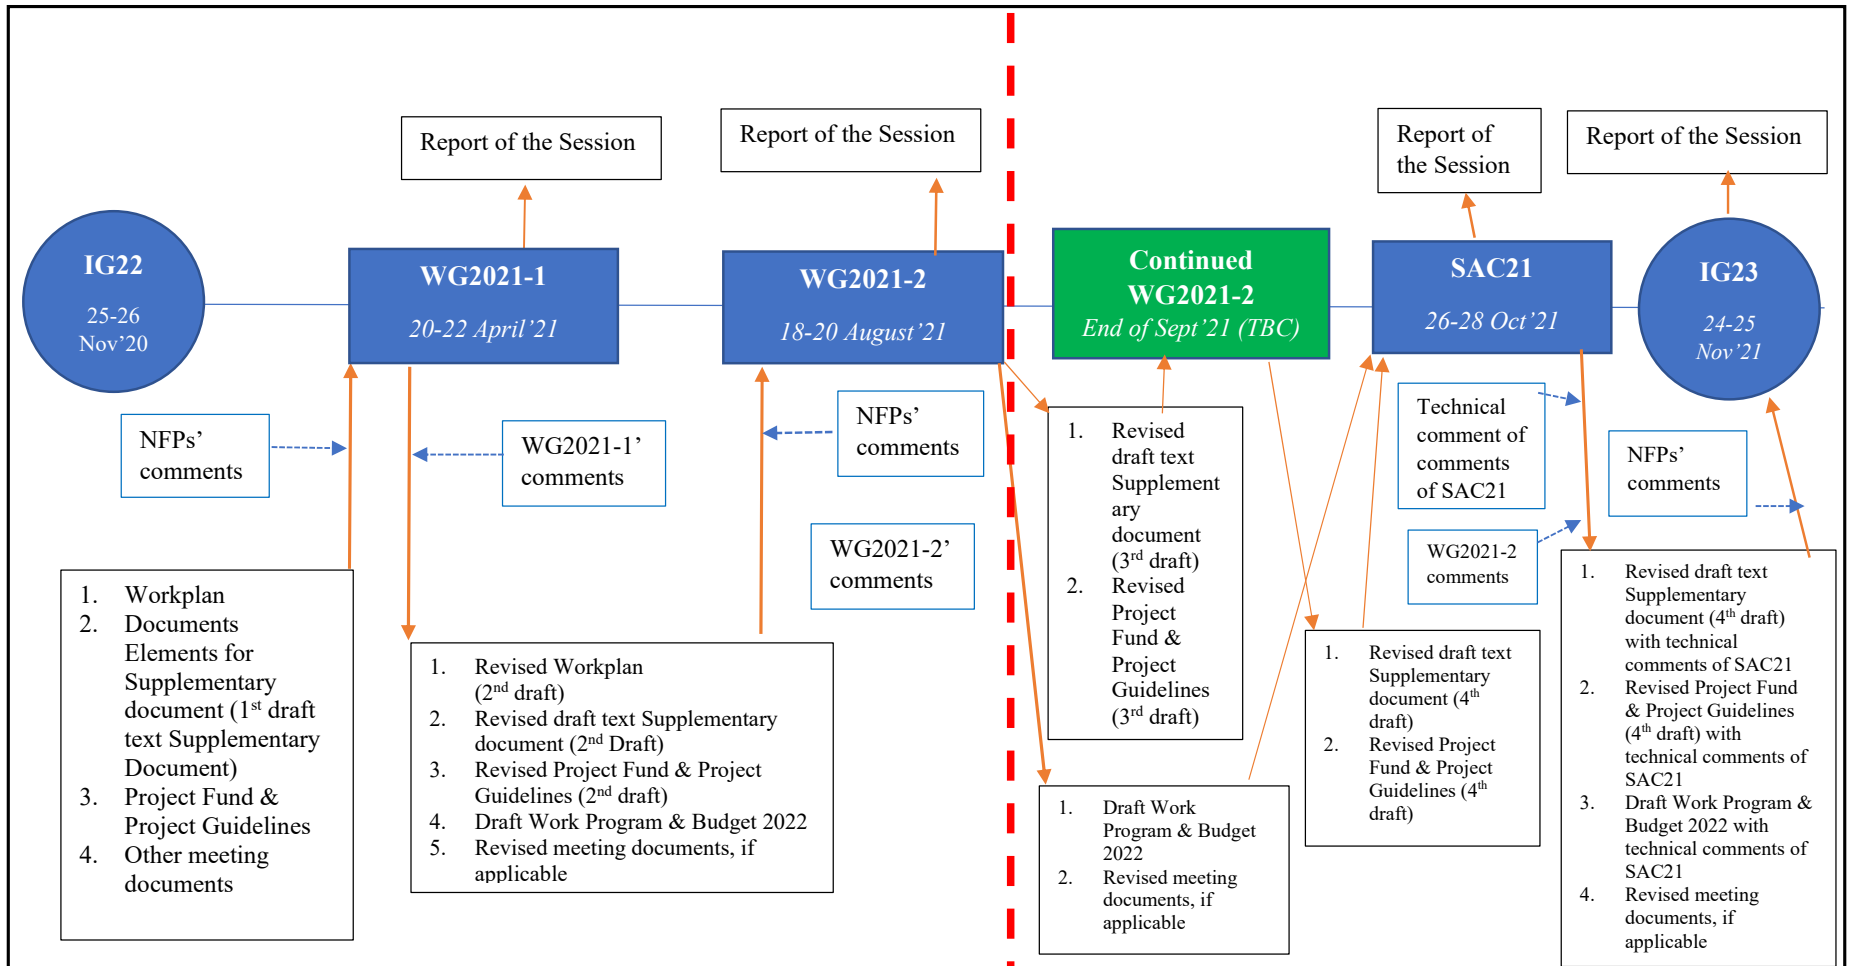 Report of the Session
Report of the Session
Report of
the Session
Report of the Session
IG22
25-26
Nov’20
WG2021-1
20-22 April’21
WG2021-2
18-20 August’21
Continued
WG2021-2
End of Sept’21 (TBC)
SAC21
26-28 Oct’21
IG23
24-25
Nov’21
NFPs’
comments
WG2021-1’
comments
NFPs’
comments
WG2021-2’
comments
Technical
comment of
comments
of SAC21
WG2021-2
comments
NFPs’
comments
1. Workplan
2. Documents
Elements for
Supplementary
document (1st draft
text Supplementary
Document)
3. Project Fund &
Project Guidelines
4. Other meeting
documents
1. Revised Workplan
(2nd draft)
2. Revised draft text Supplementary
document (2nd Draft)
3. Revised Project Fund & Project
Guidelines (2nd draft)
4. Draft Work Program & Budget 2022
5. Revised meeting documents, if
applicable
1. Revised
draft text
Supplement
ary
document
(3rd draft)
2. Revised
Project
Fund &
Project
Guidelines
(3rd draft)
1. Draft Work
Program & Budget
2022
2. Revised meeting
documents, if
applicable
1. Revised draft text
Supplementary
document (4th
draft)
2. Revised Project
Fund & Project
Guidelines (4th
draft)
1. Revised draft text
Supplementary
document (4th draft)
with technical
comments of SAC21
2. Revised Project Fund
& Project Guidelines
(4th draft) with
technical comments of
SAC21
3. Draft Work Program &
Budget 2022 with
technical comments of
SAC21
4. Revised meeting
documents, if
applicable